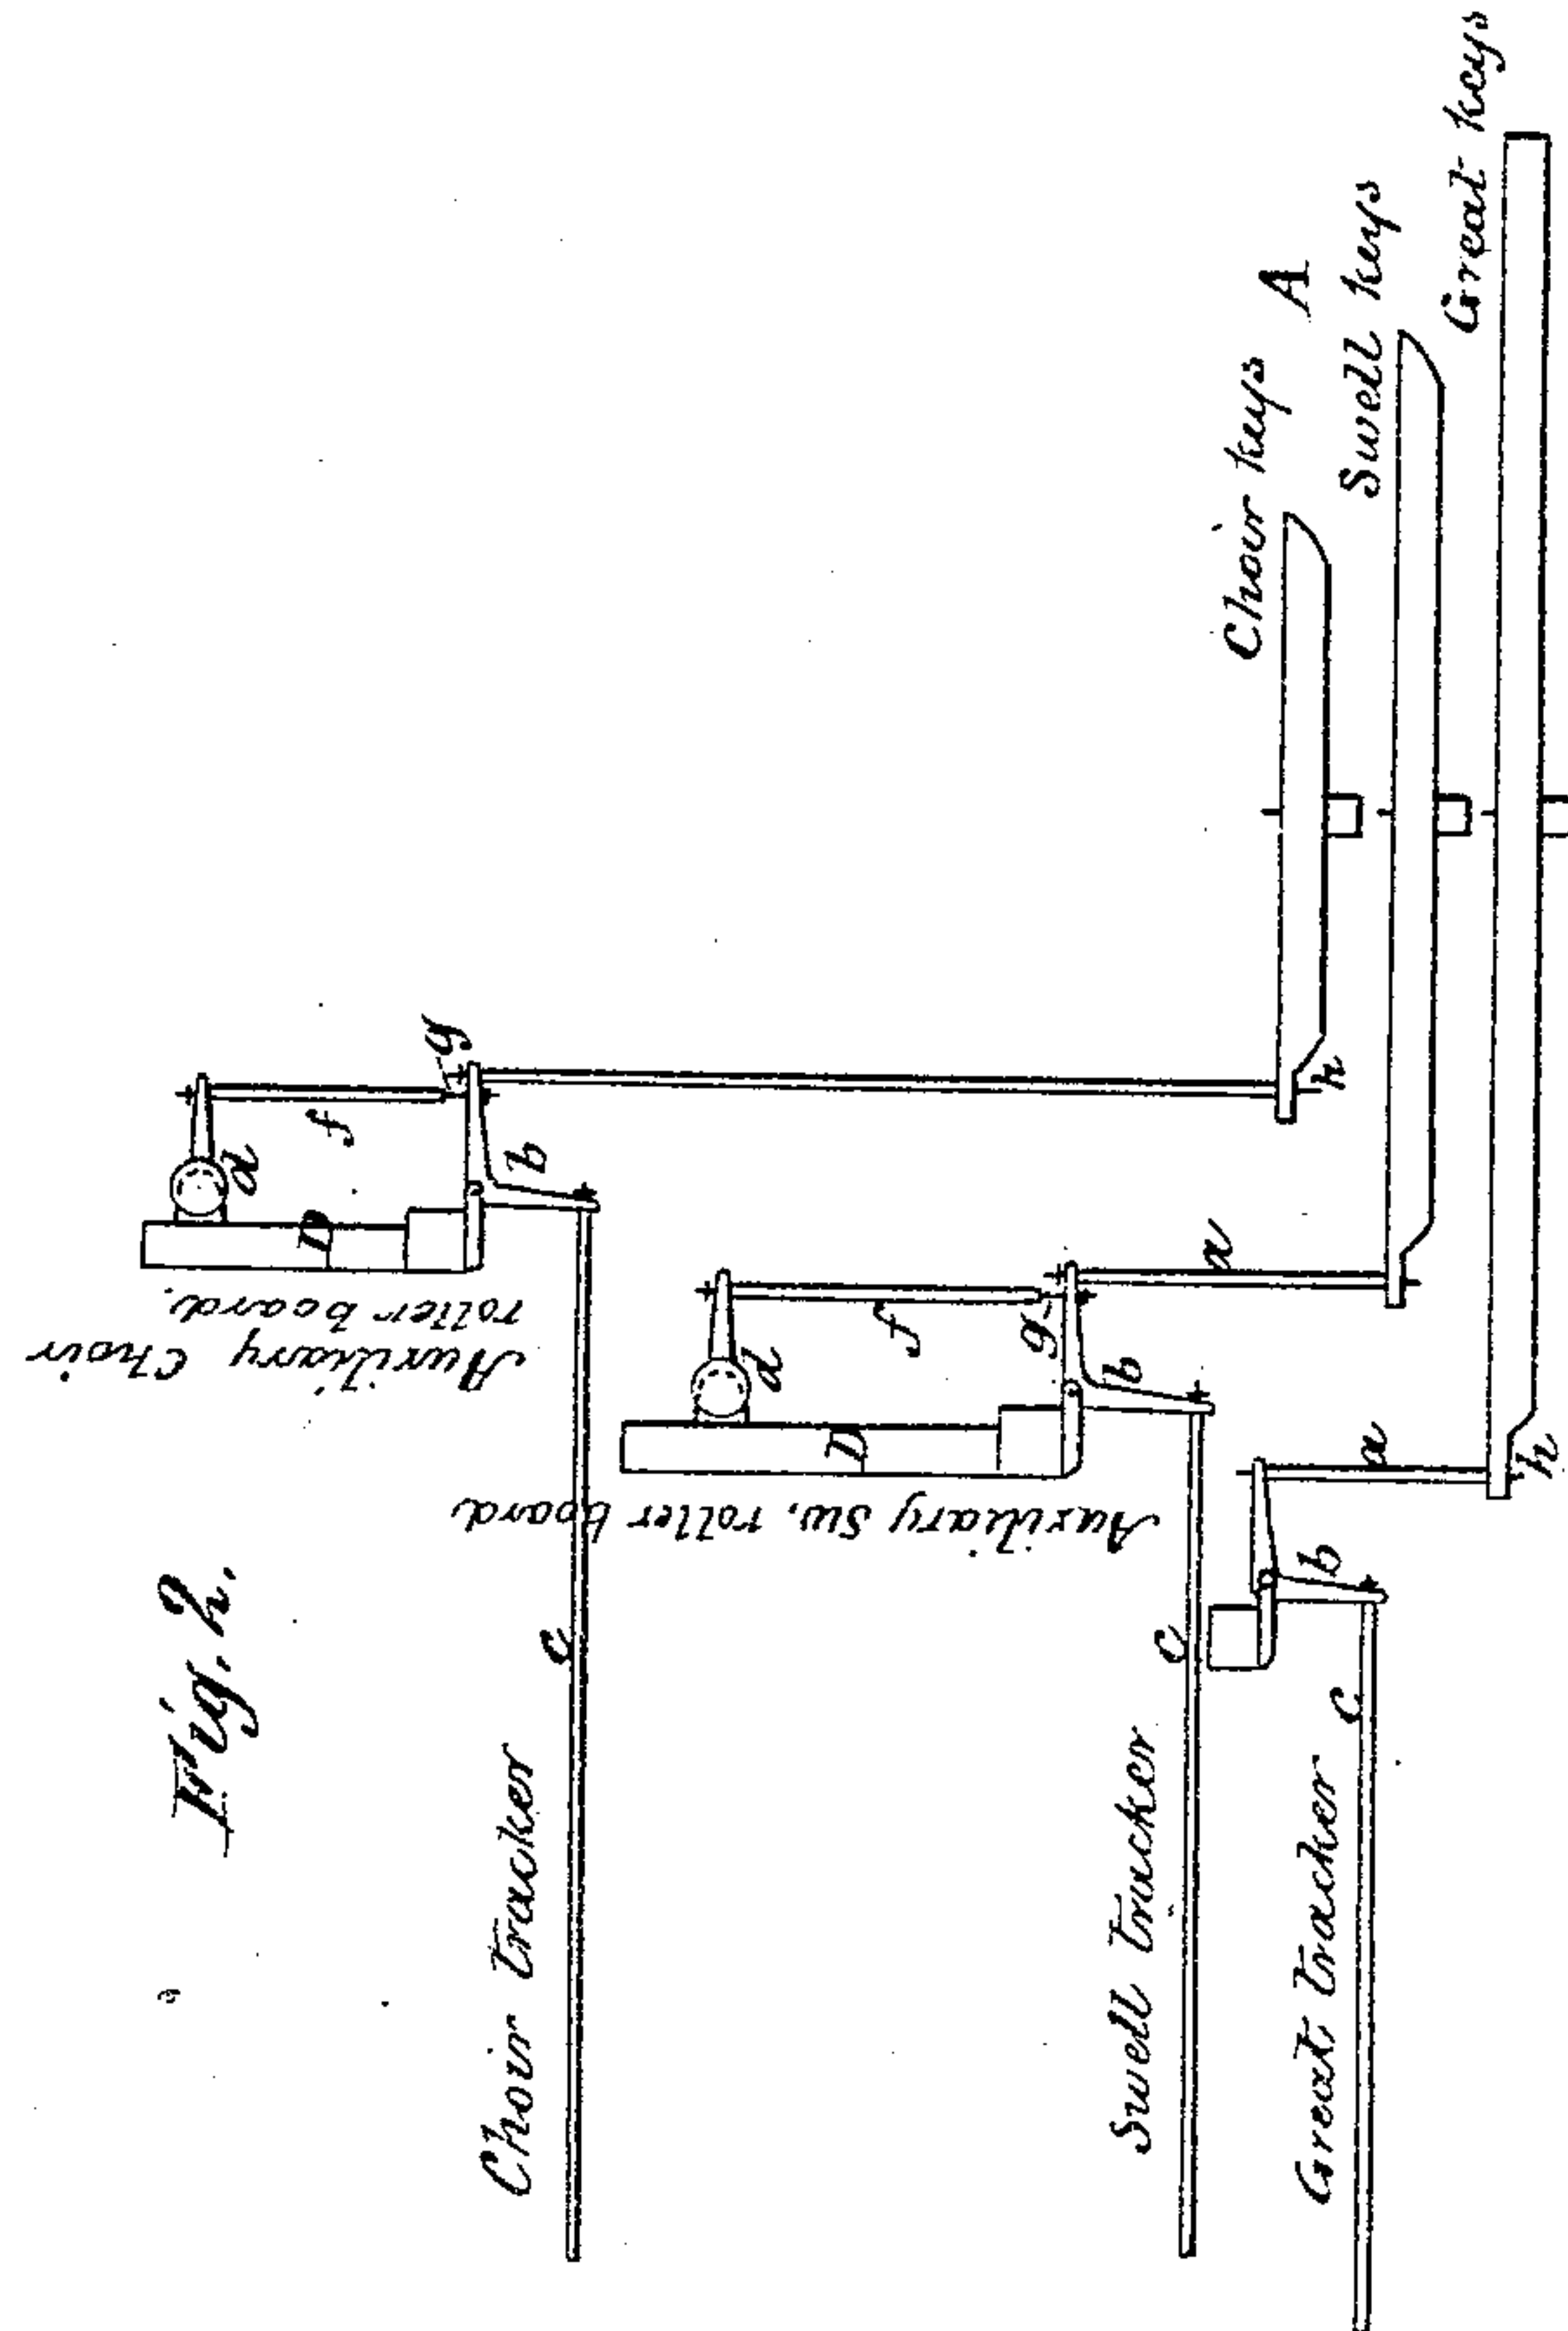 Fig. 2.
Auxiliary Choir
roller board.
Auxiliary Sw. roller board
Choir tracker
Swell tracker
Great tracker
Choir keys
A
Swell keys
Great keys
d
f
g
D
b
c
h
d
f
g
D
b
a
c
a
b
c
h